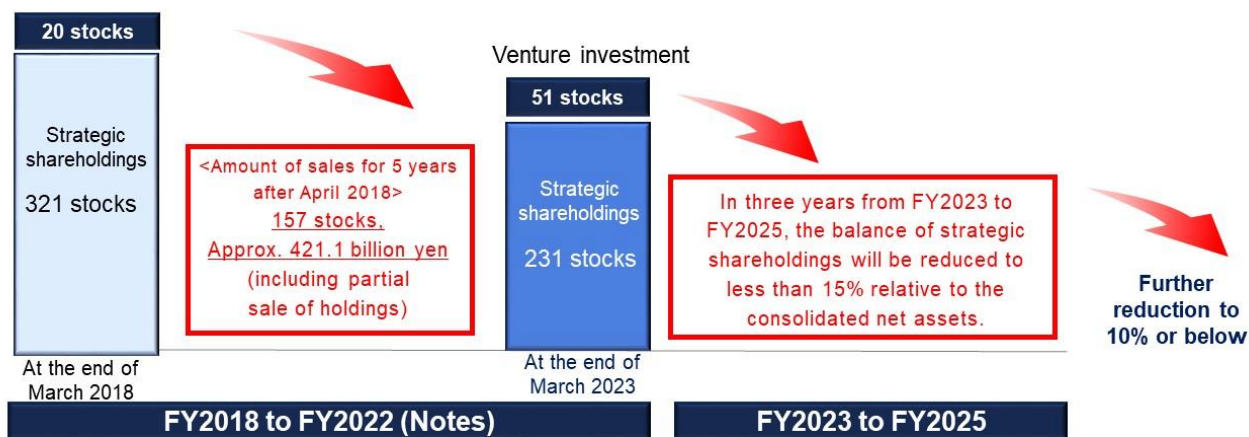 20 stocks
Strategic
shareholdings
321 stocks
At the end of
March 2018
<Amount of sales for 5 years
after April 2018>
157 stocks,
Approx. 421.1 billion yen
(including partial
sale of holdings)
Venture investment
51 stocks
Strategic
shareholdings
231 stocks
At the end of
March 2023
In three years from FY2023 to
FY2025, the balance of strategic
shareholdings will be reduced to
less than 15% relative to the
consolidated net assets.
Further
reduction to
10% or below
FY2018 to FY2022 (Notes)
FY2023 to FY2025